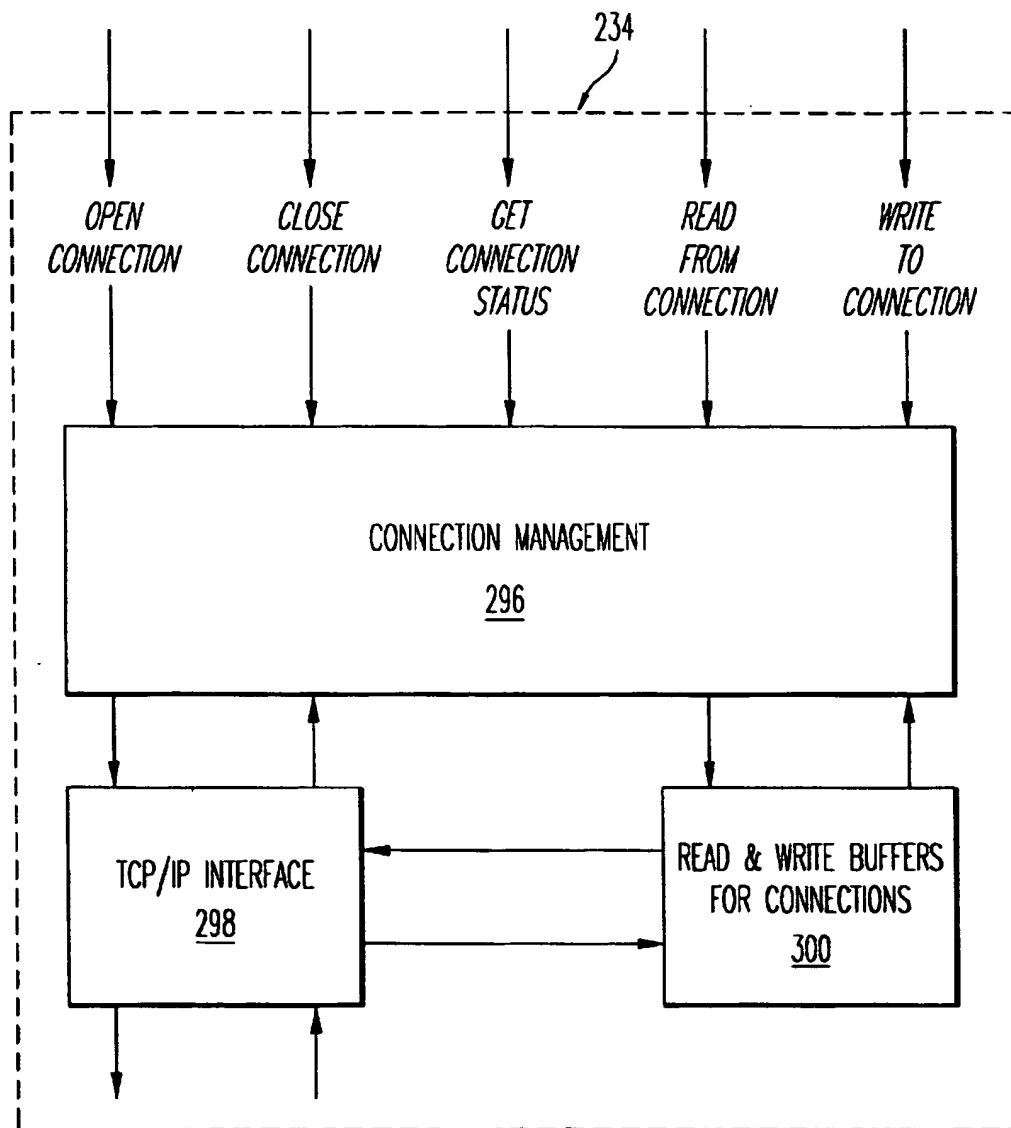 234
OPEN
CONNECTION
CLOSE
CONNECTION
GET
CONNECTION
STATUS
READ
FROM
CONNECTION
WRITE
TO
CONNECTION
CONNECTION MANAGEMENT
296
TCP/IP INTERFACE
298
READ & WRITE BUFFERS
FOR CONNECTIONS
300